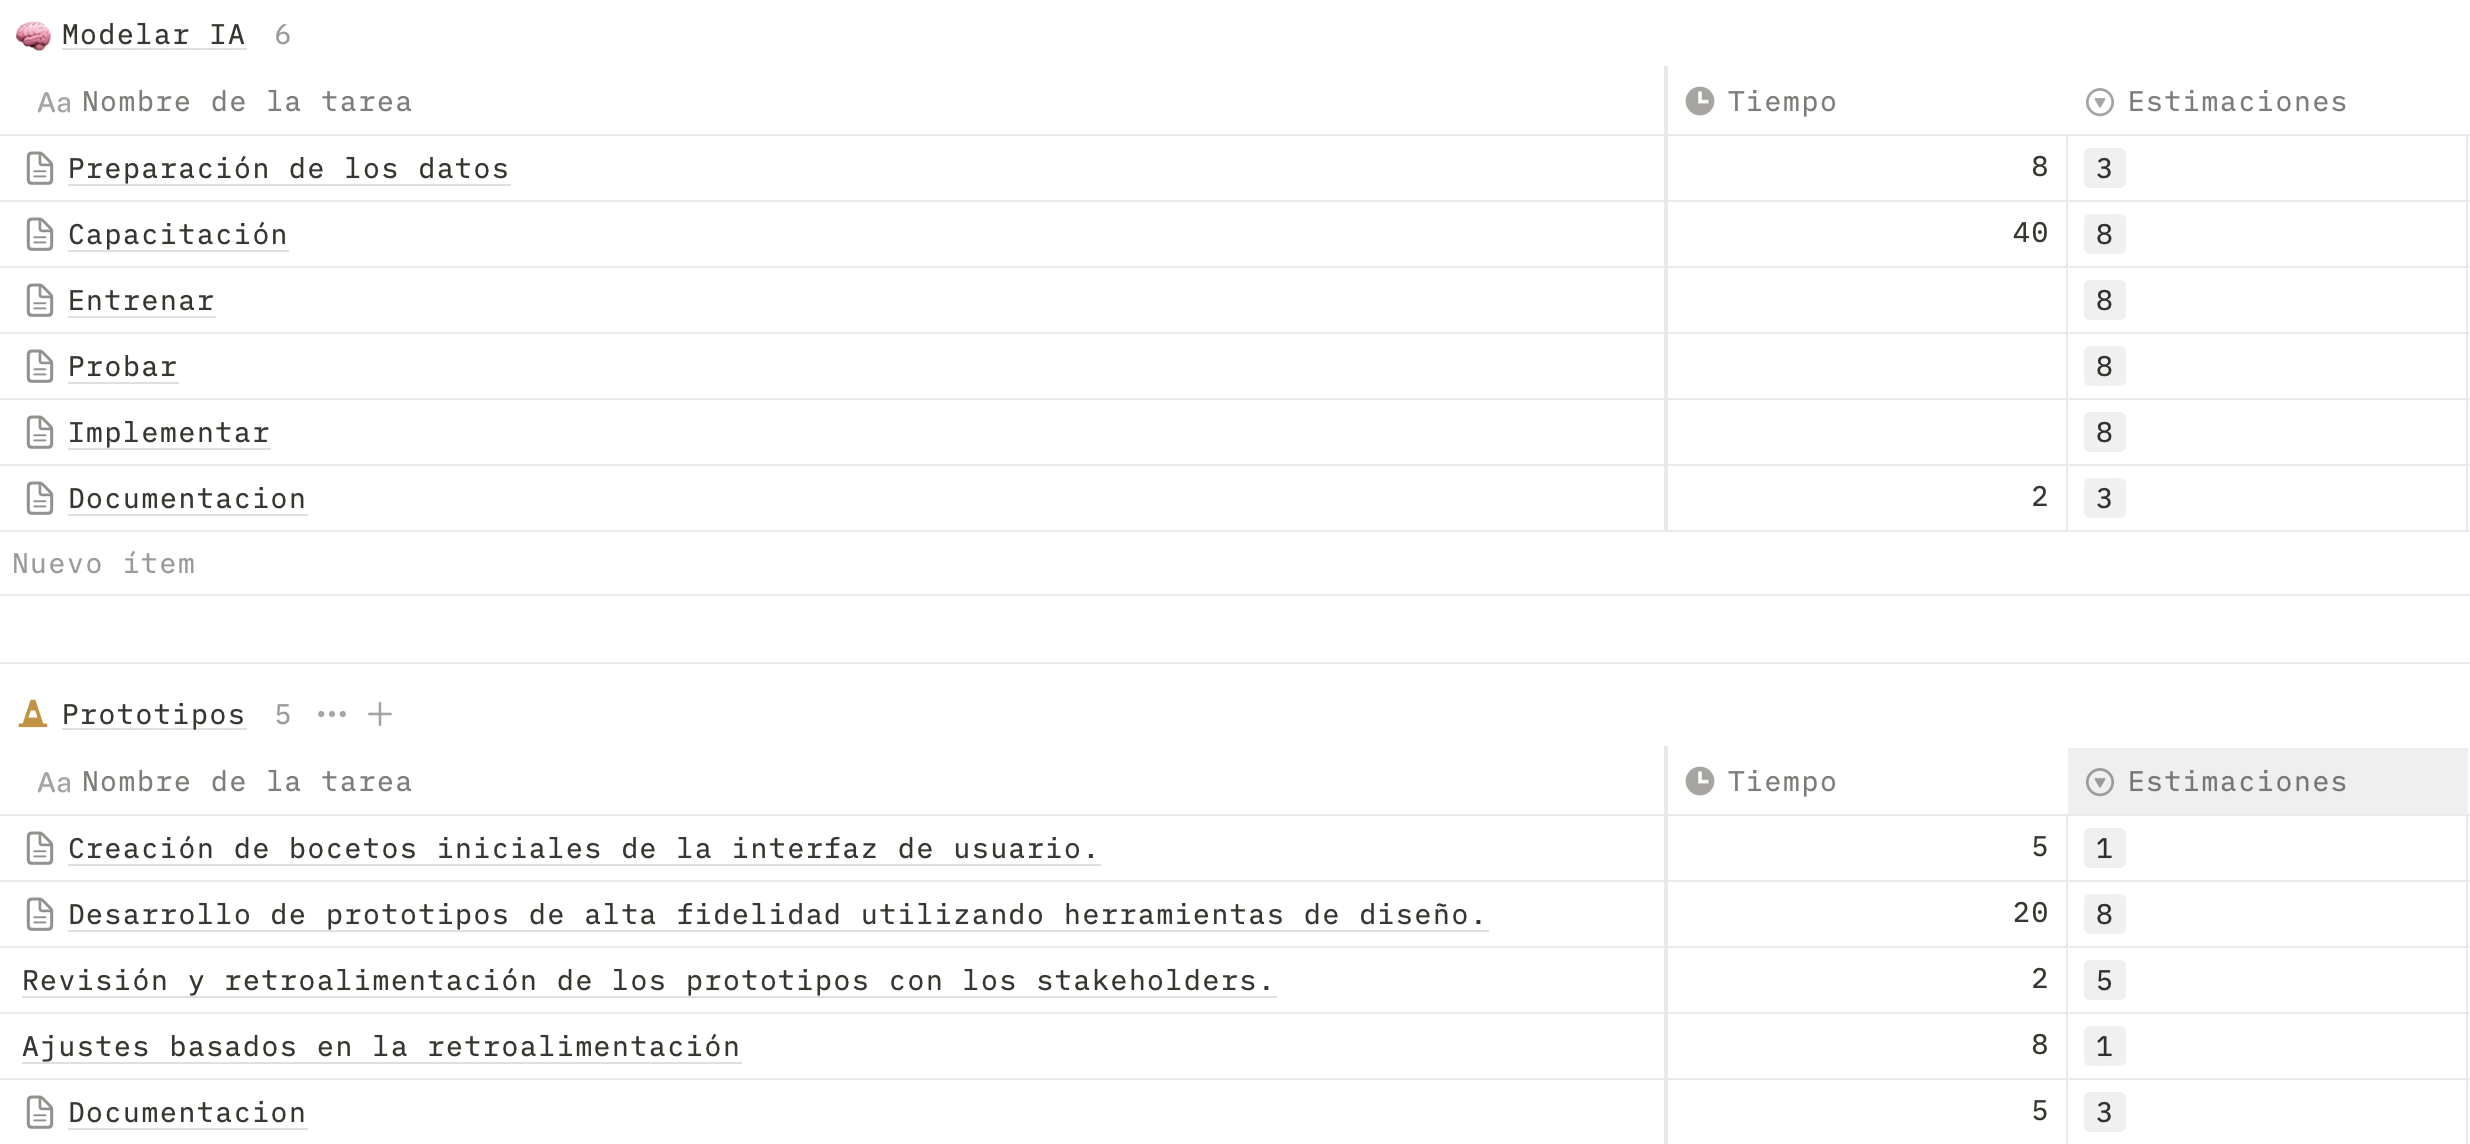 Modelar IA 6
Aa Nombre de la tarea Tiempo Estimaciones
Preparación de los datos 8 3
Capacitación 40 8
Entrenar 8
Probar 8
Implementar 8
Documentacion 2 3
Nuevo ítem
Prototipos 5
Aa Nombre de la tarea Tiempo Estimaciones
Creación de bocetos iniciales de la interfaz de usuario. 5 1
Desarrollo de prototipos de alta fidelidad utilizando herramientas de diseño. 20 8
Revisión y retroalimentación de los prototipos con los stakeholders. 2 5
Ajustes basados en la retroalimentación 8 1
Documentacion 5 3